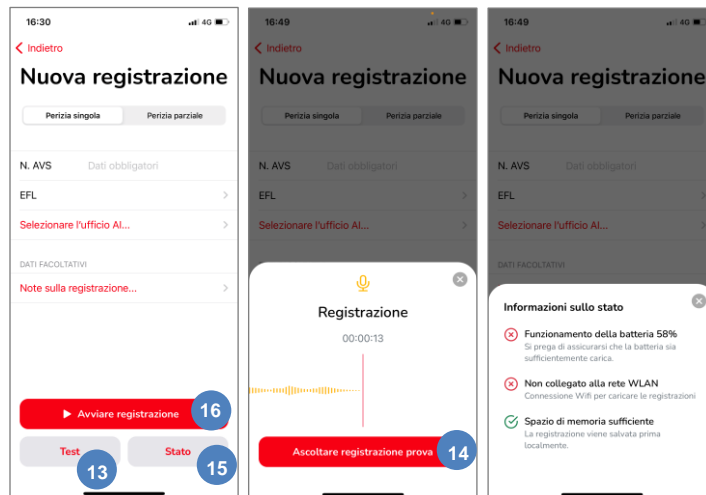 16:30
4G
Indietro
Nuova registrazione
Perizia singola
Perizia parziale
N. AVS
Dati obbligatori
EFL
Selezionare l'ufficio AI...
DATI FACOLTATIVI
Note sulla registrazione...
Avviare registrazione
16
Test
13
Stato
15
16:49
4G
Indietro
Nuova registrazione
Perizia singola
Perizia parziale
N. AVS
Dati obbligatori
EFL
Selezionare l'ufficio AI...
DATI FACOLTATIVI
Registrazione
00:00:13
Ascoltare registrazione prova
14
16:49
4G
Indietro
Nuova registrazione
Perizia singola
Perizia parziale
N. AVS
Dati obbligatori
EFL
Selezionare l'ufficio AI...
DATI FACOLTATIVI
Informazioni sullo stato
Funzionamento della batteria 58%
Si prega di assicurarsi che la batteria sia
sufficientemente carica.
Non collegato alla rete WLAN
Connessione Wifi per caricare le registrazioni
Spazio di memoria sufficiente
La registrazione viene salvata prima
localmente.